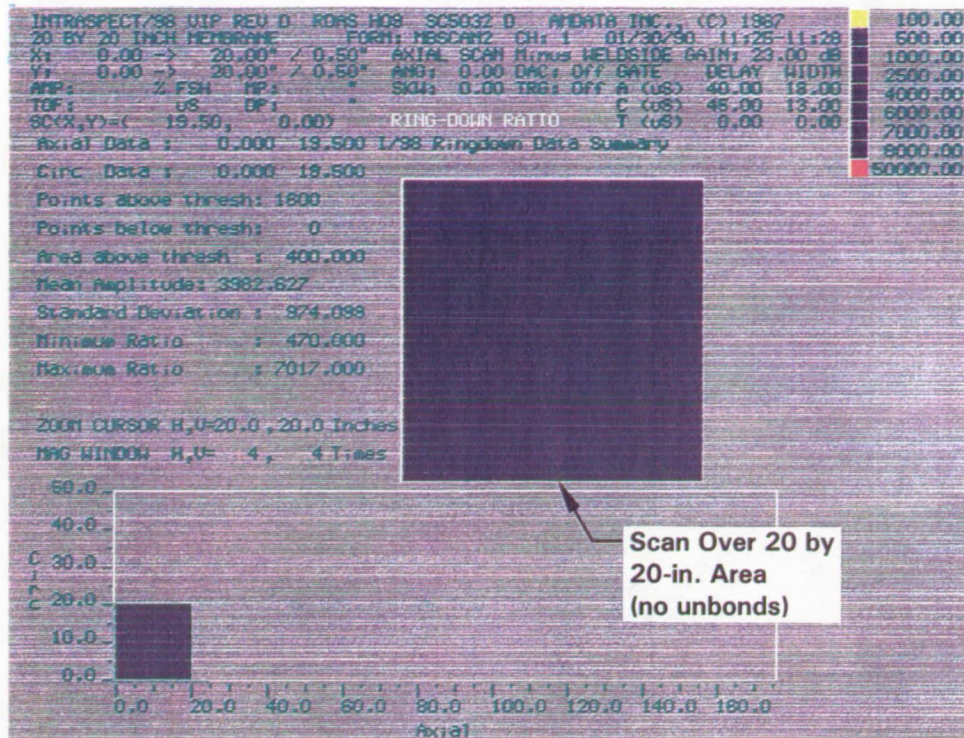 INTRASPECT/98 VIP REV D RDAS H08 SC5032 D AMDATA INC., (C) 1987
20 BY 20 INCH MEMBRANE FORM: MBSCAN2 CH: 1 01/30/90 11:25-11:28
X: 0.00 -> 20.00" / 0.50" AXIAL SCAN Minus WELDSIDE GAIN: 23.00 dB
Y: 0.00 -> 20.00" / 0.50" ANG: 0.00 DAC: Off GATE DELAY WIDTH
AMP: % FSH MP: " SKW: 0.00 TRG: Off A (uS) 40.00 18.00
TOF: uS DP: " C (uS) 45.00 13.00
SC(X,Y)=( 19.50, 0.00) RING-DOWN RATIO T (uS) 0.00 0.00
100.00
500.00
1000.00
2500.00
4000.00
6000.00
7000.00
8000.00
50000.00
Axial Data : 0.000 19.500 I/98 Ringdown Data Summary
Circ Data : 0.000 19.500
Points above thresh: 1600
Points below thresh: 0
Area above thresh : 400.000
Mean Amplitude: 3982.627
Standard Deviation : 974.099
Minimum Ratio : 470.000
Maximum Ratio : 7017.000
ZOOM CURSOR H,V=20.0 ,20.0 Inches
MAG WINDOW H,V= 4 , 4 Times
50.0
40.0
30.0
20.0
10.0
0.0
Circ
Scan Over 20 by
20-in. Area
(no unbonds)
0.0 20.0 40.0 60.0 80.0 100.0 120.0 140.0 160.0
Axial